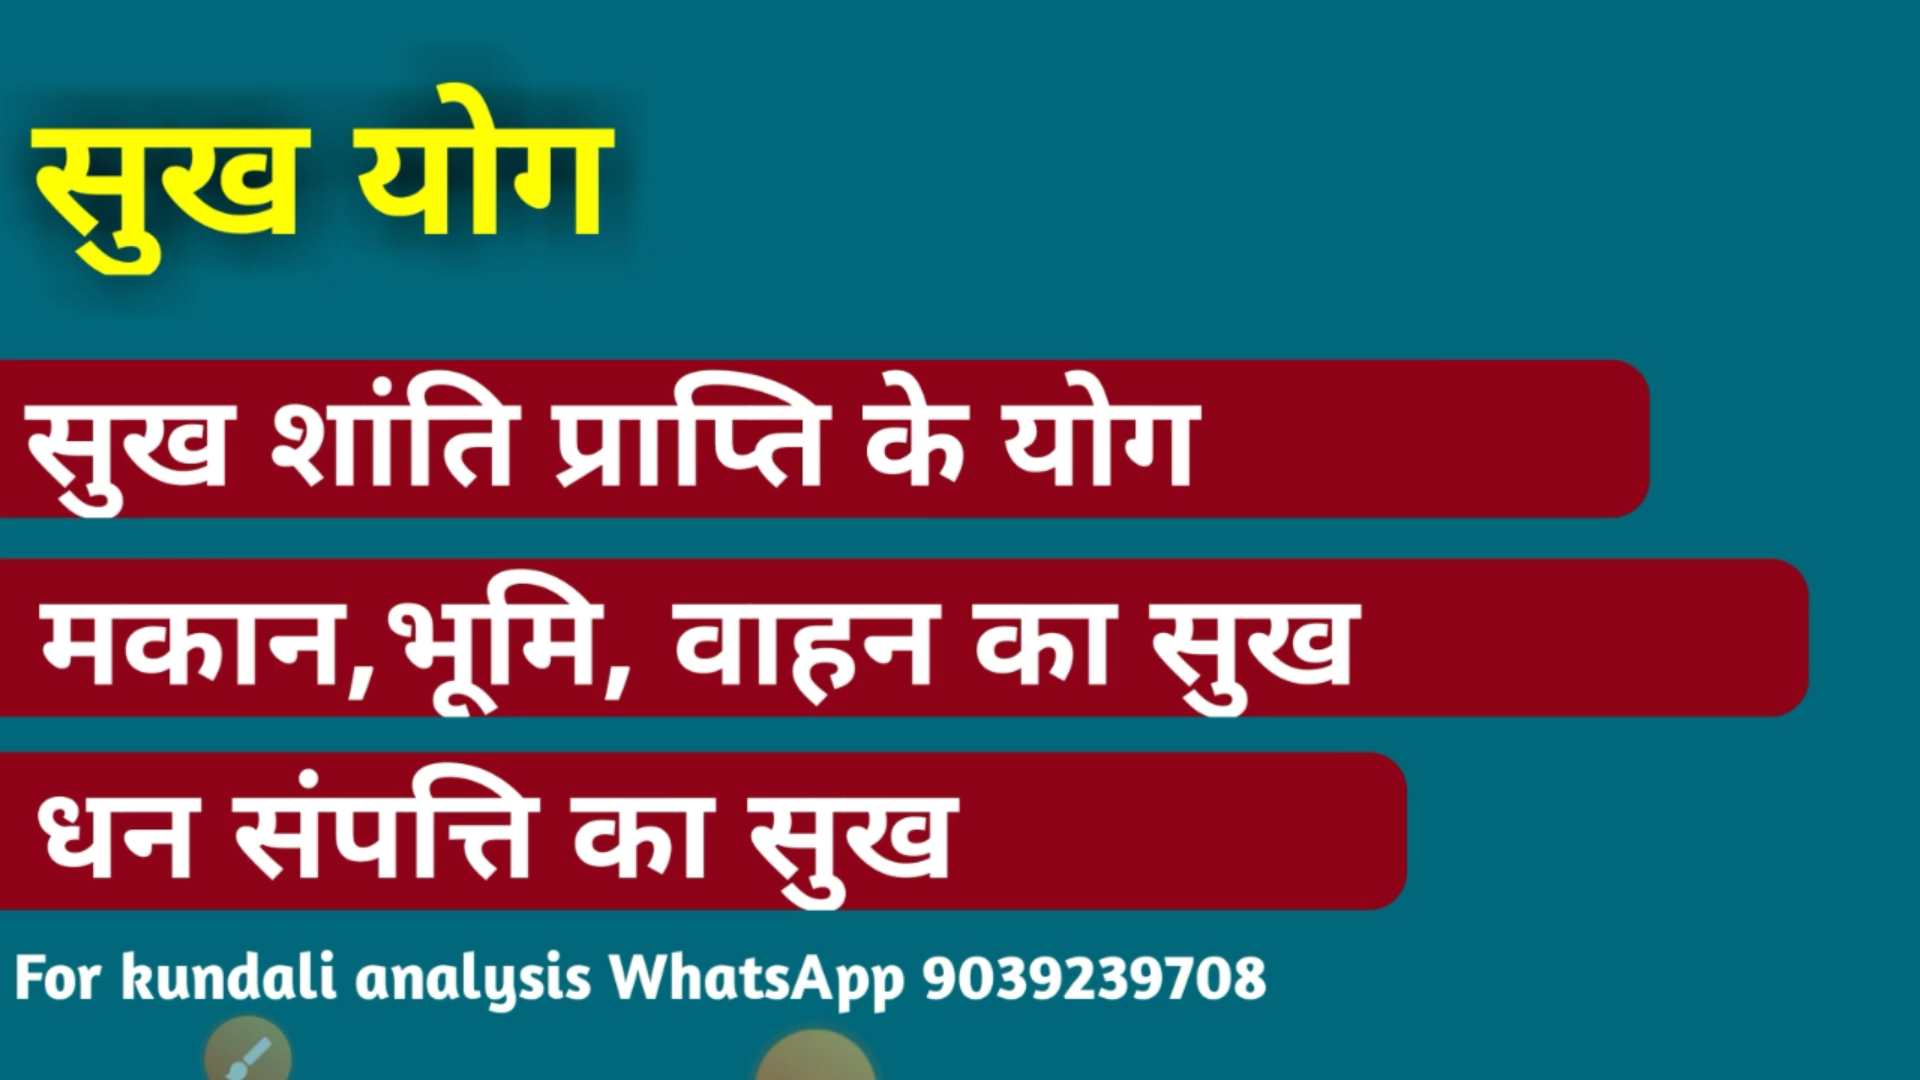 सुख योग
सुख शांति प्राप्ति के योग
मकान,भूमि, वाहन का सुख
धन संपत्ति का सुख
For kundali analysis WhatsApp 9039239708